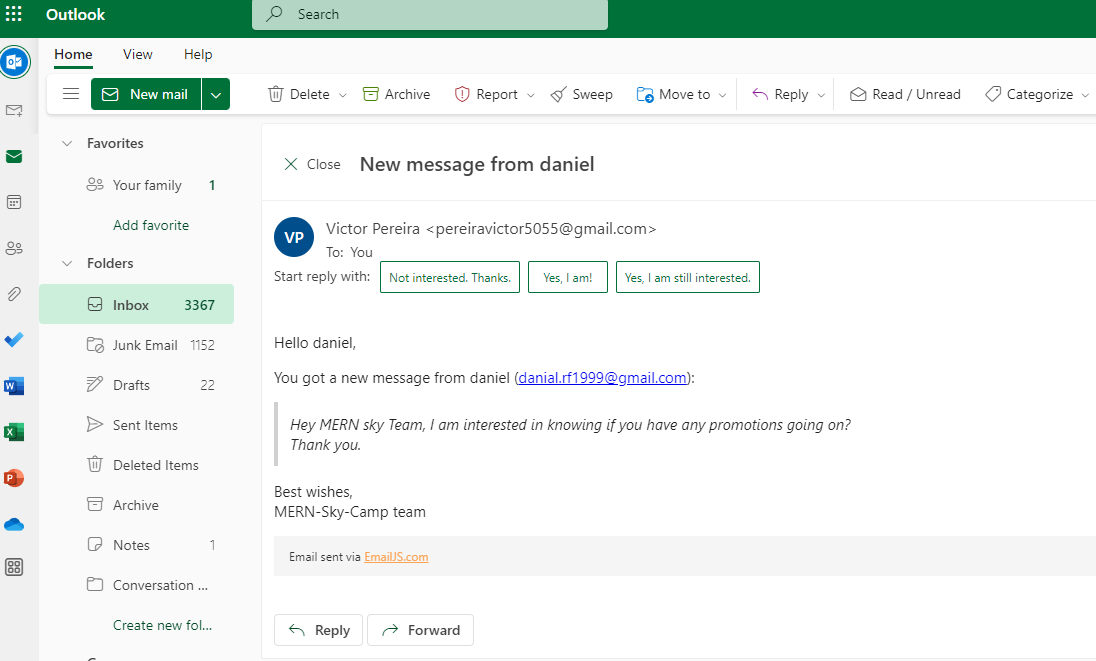 Outlook
Search
Home View Help
New mail Delete Archive Report Sweep Move to Reply Read / Unread Categorize
Favorites
Your family 1
Add favorite
Folders
Inbox 3367
Junk Email 1152
Drafts 22
Sent Items
Deleted Items
Archive
Notes 1
Conversation ...
Create new fol...
Close New message from daniel
VP
Victor Pereira <pereiravictor5055@gmail.com>
To: You
Start reply with: Not interested. Thanks. Yes, I am! Yes, I am still interested.
Hello daniel,
You got a new message from daniel (danial.rf1999@gmail.com):
Hey MERN sky Team, I am interested in knowing if you have any promotions going on?
Thank you.
Best wishes,
MERN-Sky-Camp team
Email sent via EmailJS.com
Reply Forward